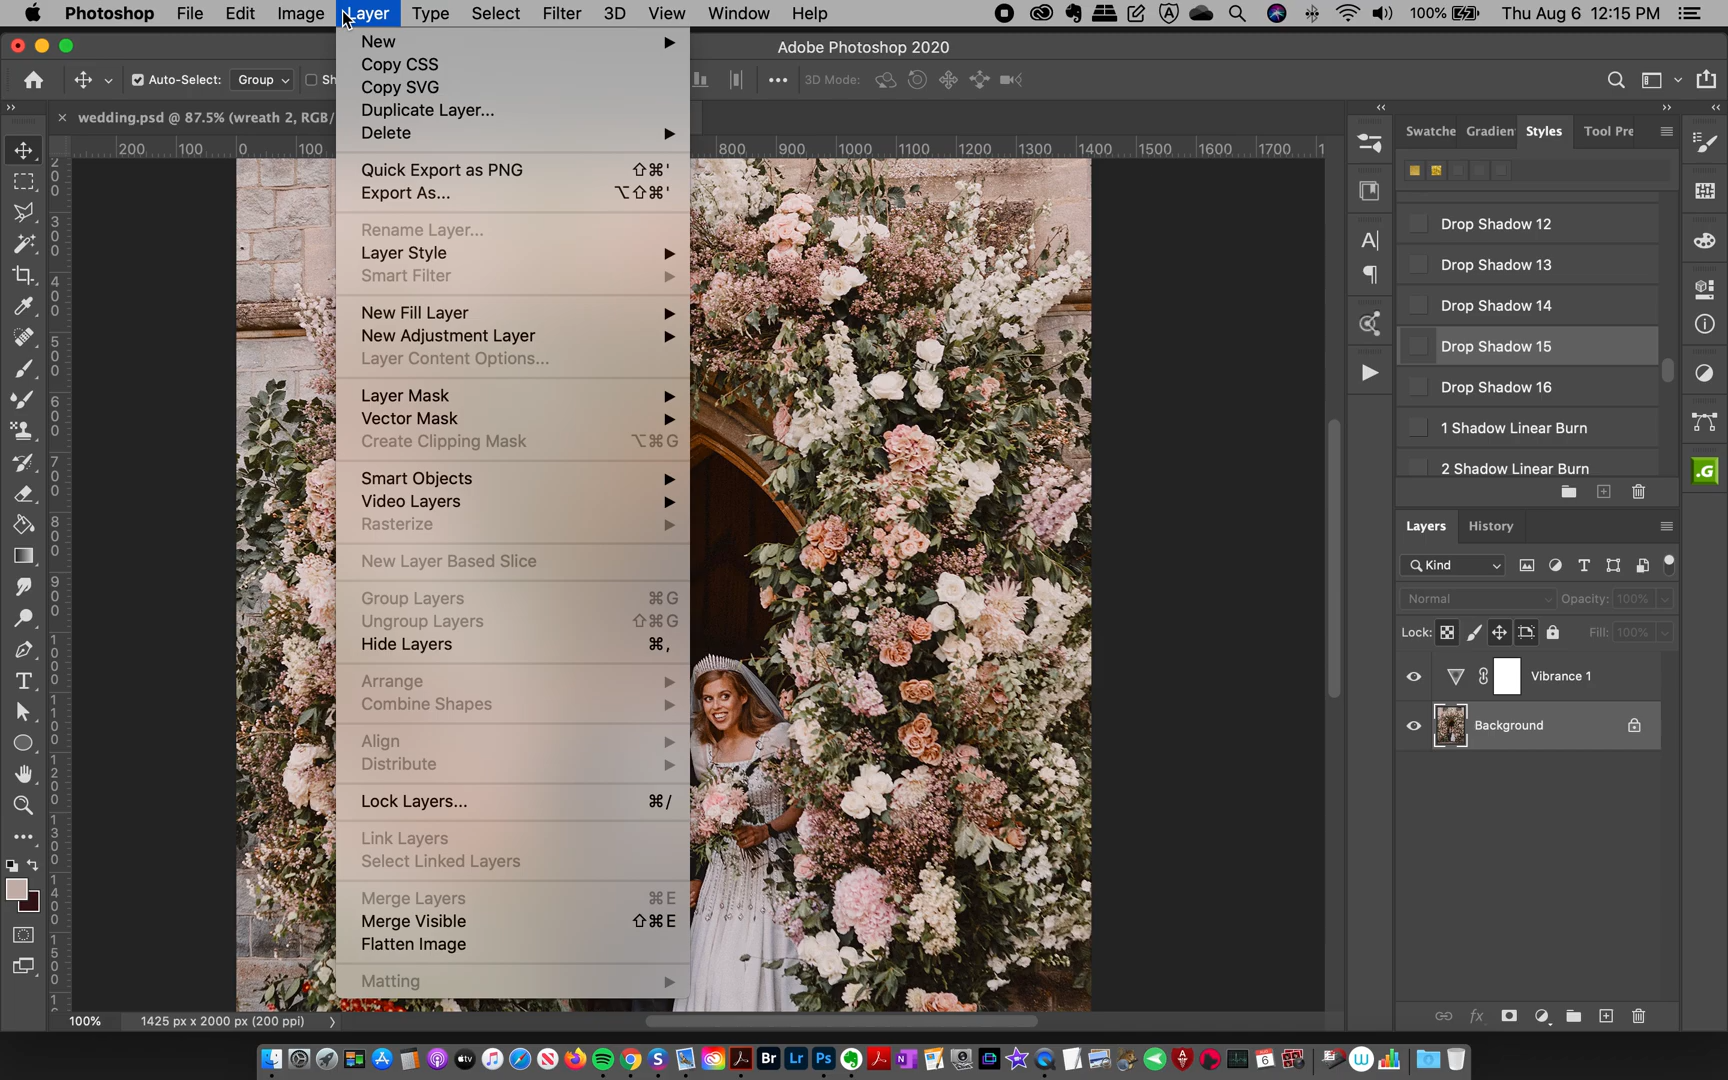 Photoshop File Edit Image Layer Type Select Filter 3D View Window Help 100% Thu Aug 6 12:15 PM
Adobe Photoshop 2020
Auto-Select: Group 3D Mode:
wedding.psd @ 87.5% (wreath 2, RGB/
200 100 0 100 800 900 1000 1100 1200 1300 1400 1500 1600 1700 1
New
Copy CSS
Copy SVG
Duplicate Layer...
Delete
Quick Export as PNG ⇧⌘'
Export As... ⌥⇧⌘'
Rename Layer...
Layer Style
Smart Filter
New Fill Layer
New Adjustment Layer
Layer Content Options...
Layer Mask
Vector Mask
Create Clipping Mask ⌥⌘G
Smart Objects
Video Layers
Rasterize
New Layer Based Slice
Group Layers ⌘G
Ungroup Layers ⇧⌘G
Hide Layers ⌘,
Arrange
Combine Shapes
Align
Distribute
Lock Layers... ⌘/
Link Layers
Select Linked Layers
Merge Layers ⌘E
Merge Visible ⇧⌘E
Flatten Image
Matting
100% 1425 px x 2000 px (200 ppi)
Swatche Gradien Styles Tool Pre
Drop Shadow 12
Drop Shadow 13
Drop Shadow 14
Drop Shadow 15
Drop Shadow 16
1 Shadow Linear Burn
2 Shadow Linear Burn
Layers History
Kind
Normal Opacity: 100%
Lock: Fill: 100%
Vibrance 1
Background
.G
Br Lr Ps